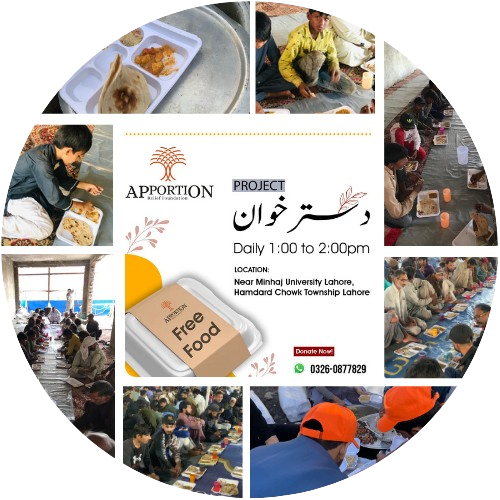 APPORTION
Relief Foundation
PROJECT
دسترخوان
Daily 1:00 to 2:00pm
LOCATION:
Near Minhaj University Lahore,
Hamdard Chowk Township Lahore
APPORTION
Free
Food
Donate Now!
0326-0877829